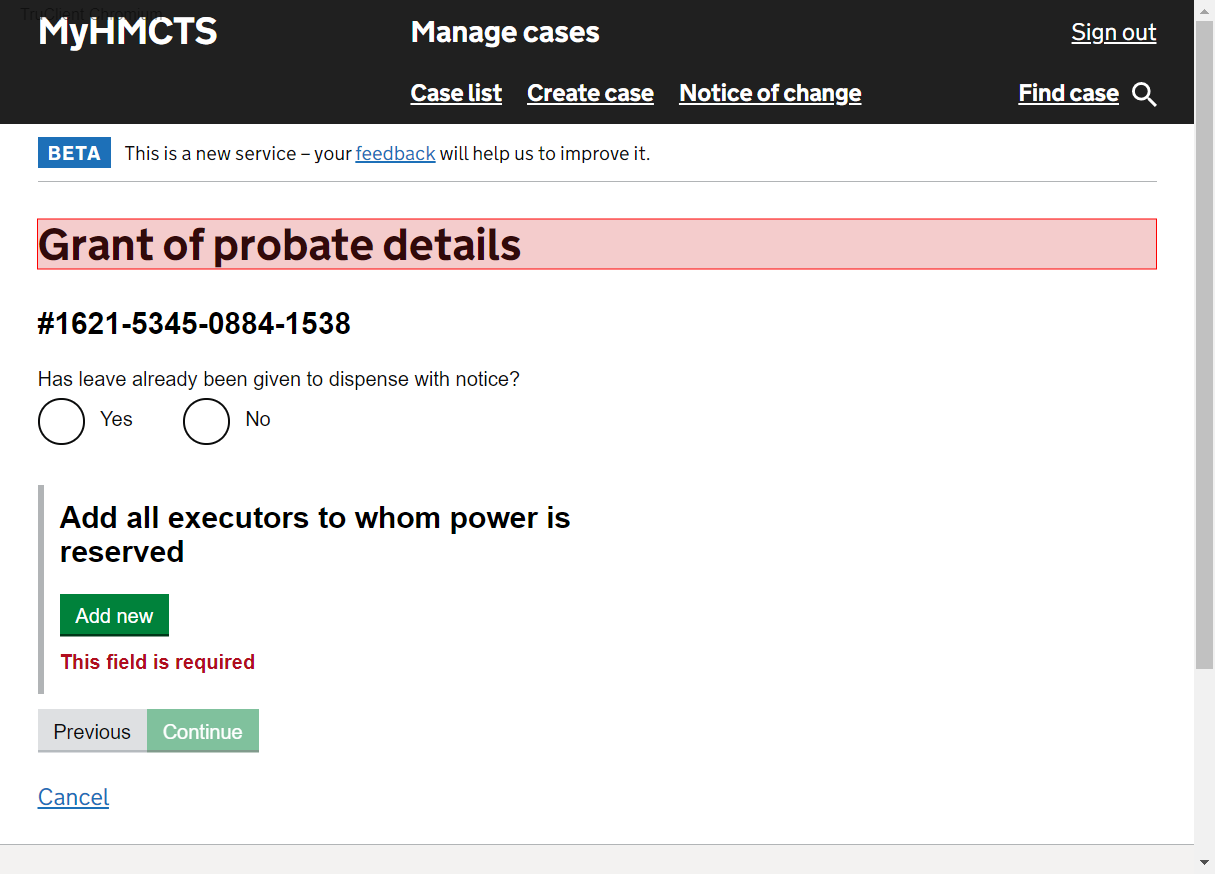 TruClient Chromium
MyHMCTS
Manage cases
Sign out
Case list
Create case
Notice of change
Find case
BETA
This is a new service – your feedback will help us to improve it.
Grant of probate details
#1621-5345-0884-1538
Has leave already been given to dispense with notice?
Yes
No
Add all executors to whom power is
reserved
Add new
This field is required
Previous
Continue
Cancel